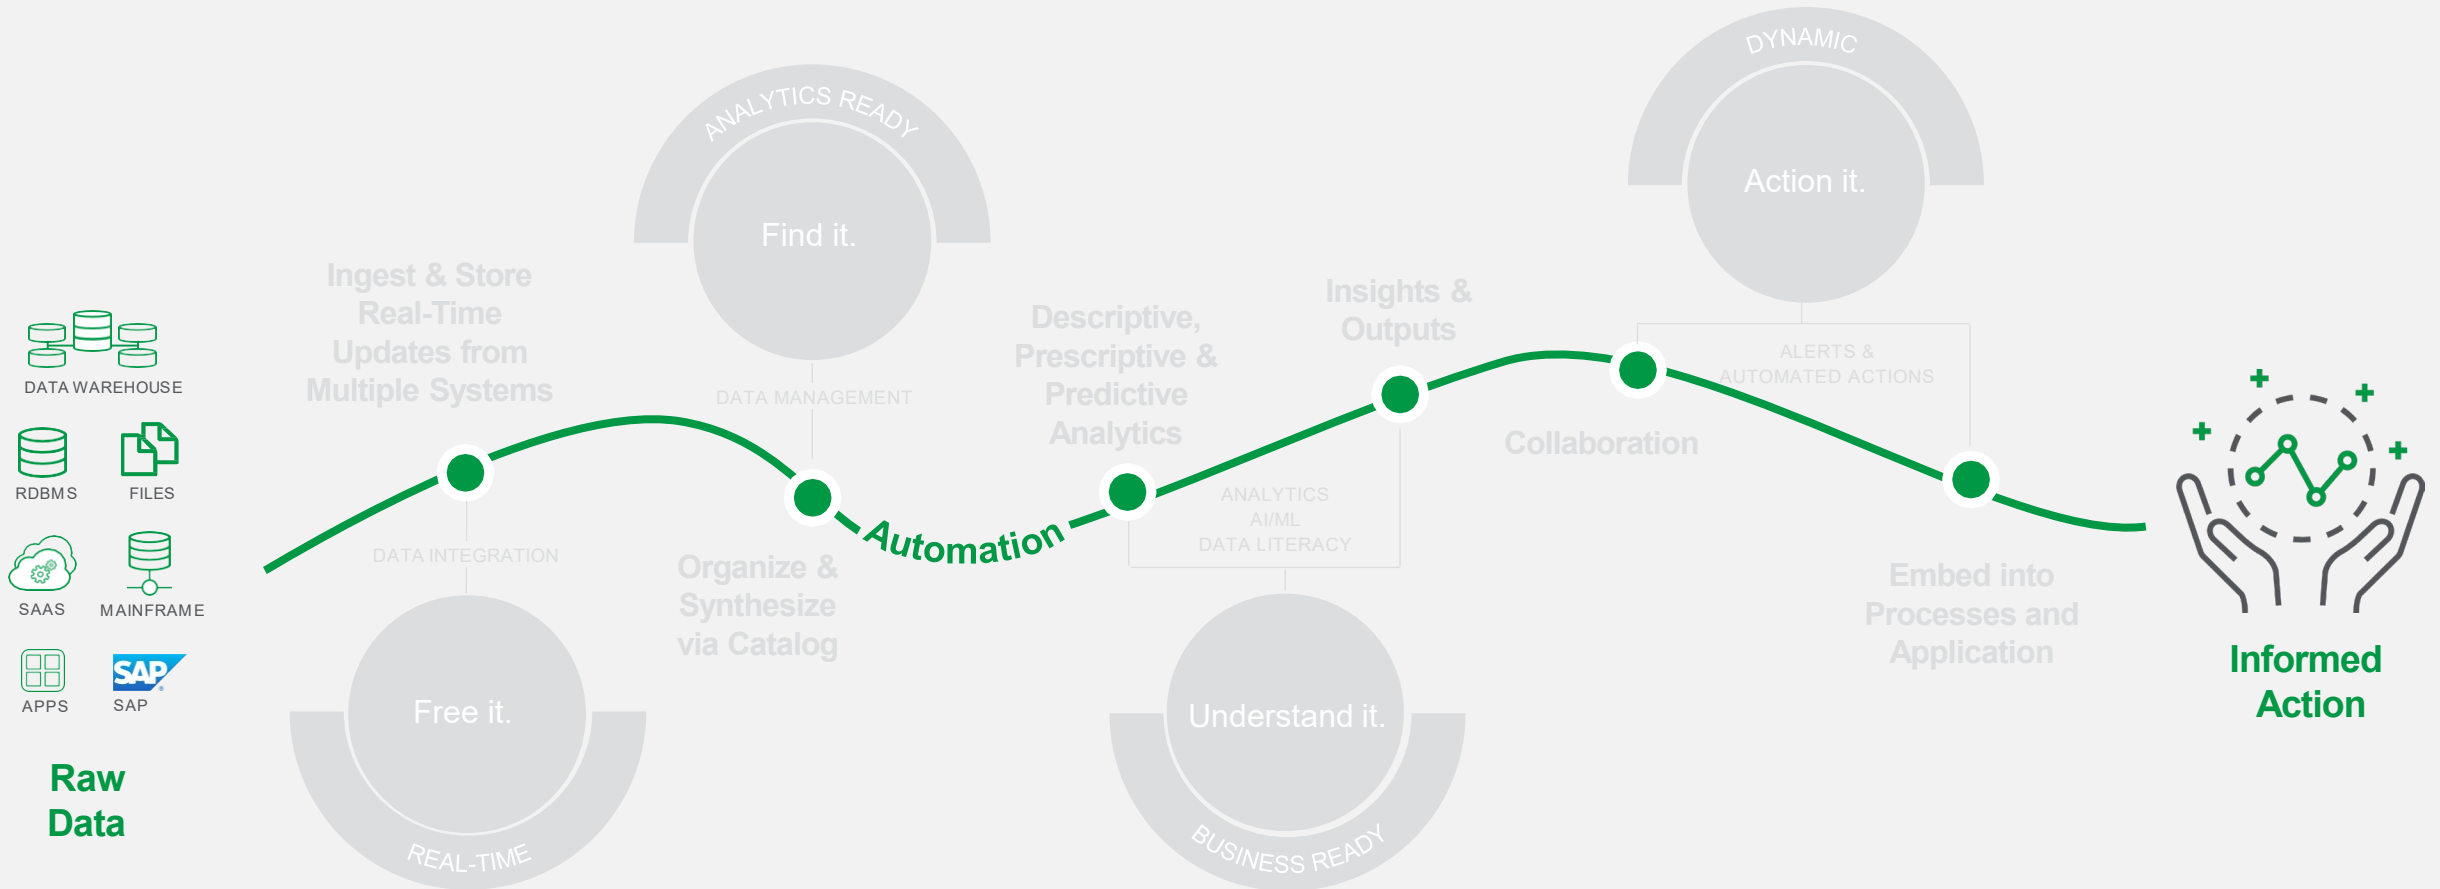 DATA WAREHOUSE
RDBMS
FILES
SAAS
MAINFRAME
APPS
SAP
®
SAP
Raw
Data
Ingest & Store
Real-Time
Updates from
Multiple Systems
DATA INTEGRATION
Free it.
REAL-TIME
ANALYTICS READY
Find it.
DATA MANAGEMENT
Organize &
Synthesize
via Catalog
Automation
Descriptive,
Prescriptive &
Predictive
Analytics
Insights &
Outputs
ANALYTICS
AI/ML
DATA LITERACY
Understand it.
BUSINESS READY
DYNAMIC
Action it.
ALERTS &
AUTOMATED ACTIONS
Collaboration
Embed into
Processes and
Application
Informed
Action